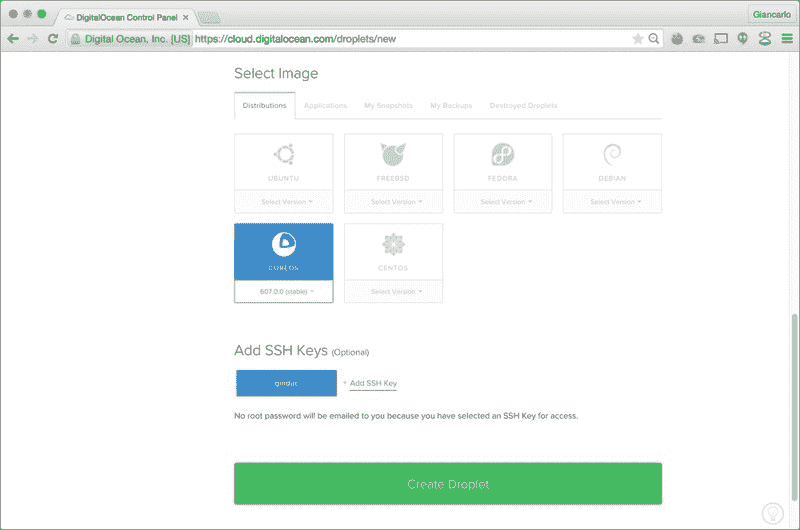 DigitalOcean Control Panel
Giancarlo
Digital Ocean, Inc. [US] https://cloud.digitalocean.com/droplets/new
Select Image
Distributions Applications My Snapshots My Backups Destroyed Droplets
UBUNTU FREEBSD FEDORA DEBIAN
Select Version Select Version Select Version Select Version
COREOS CENTOS
607.0.0 (stable) Select Version
Add SSH Keys (Optional)
+ Add SSH Key
No root password will be emailed to you because you have selected an SSH Key for access.
Create Droplet